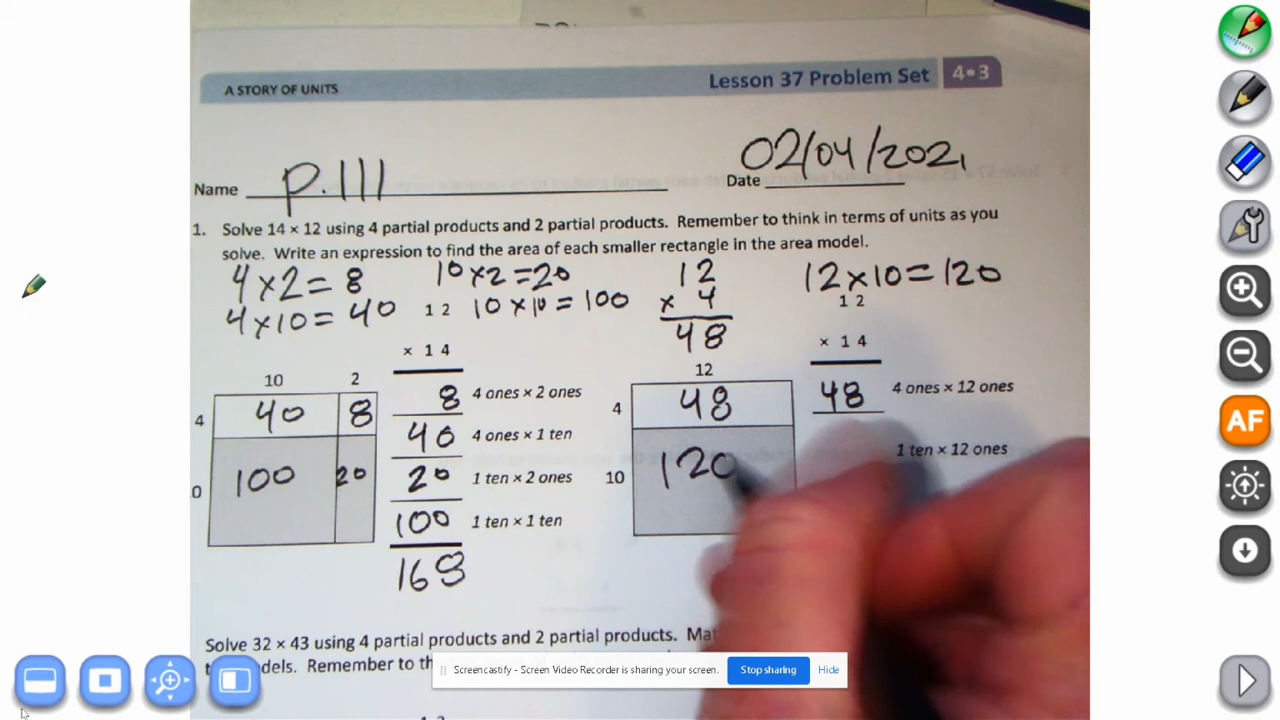 A STORY OF UNITS
Lesson 37 Problem Set 4•3
Name p.111
Date 02/04/2021
1. Solve 14 × 12 using 4 partial products and 2 partial products. Remember to think in terms of units as you
solve. Write an expression to find the area of each smaller rectangle in the area model.
4×2=8
4×10=40
10×2=20
10×10=100
12
× 4
48
12×10=120
10 2
4 40 8
0 100 20
1 2
× 1 4
8 4 ones × 2 ones
40 4 ones × 1 ten
20 1 ten × 2 ones
100 1 ten × 1 ten
168
12
4 48
10 120
1 2
× 1 4
48 4 ones × 12 ones
1 ten × 12 ones
Solve 32 × 43 using 4 partial products and 2 partial products.
models. Remember to th
Screencastify - Screen Video Recorder is sharing your screen.
Stop sharing
Hide
AF